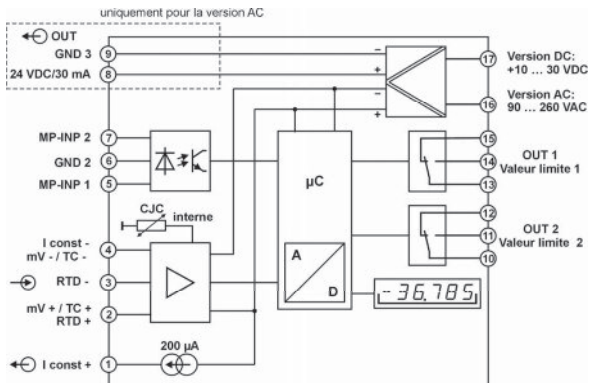 uniquement pour la version AC
OUT
GND 3
9
24 VDC/30 mA
8
MP-INP 2
7
GND 2
6
MP-INP 1
5
CJC
interne
I const -
mV - / TC -
4
RTD -
3
mV + / TC +
RTD +
2
I const +
1
200 µA
µC
A
D
-
+
-
+
17
Version DC:
+10 ... 30 VDC
Version AC:
16
90 ... 260 VAC
15
OUT 1
14
Valeur limite 1
13
12
OUT 2
11
Valeur limite 2
10
-36.785